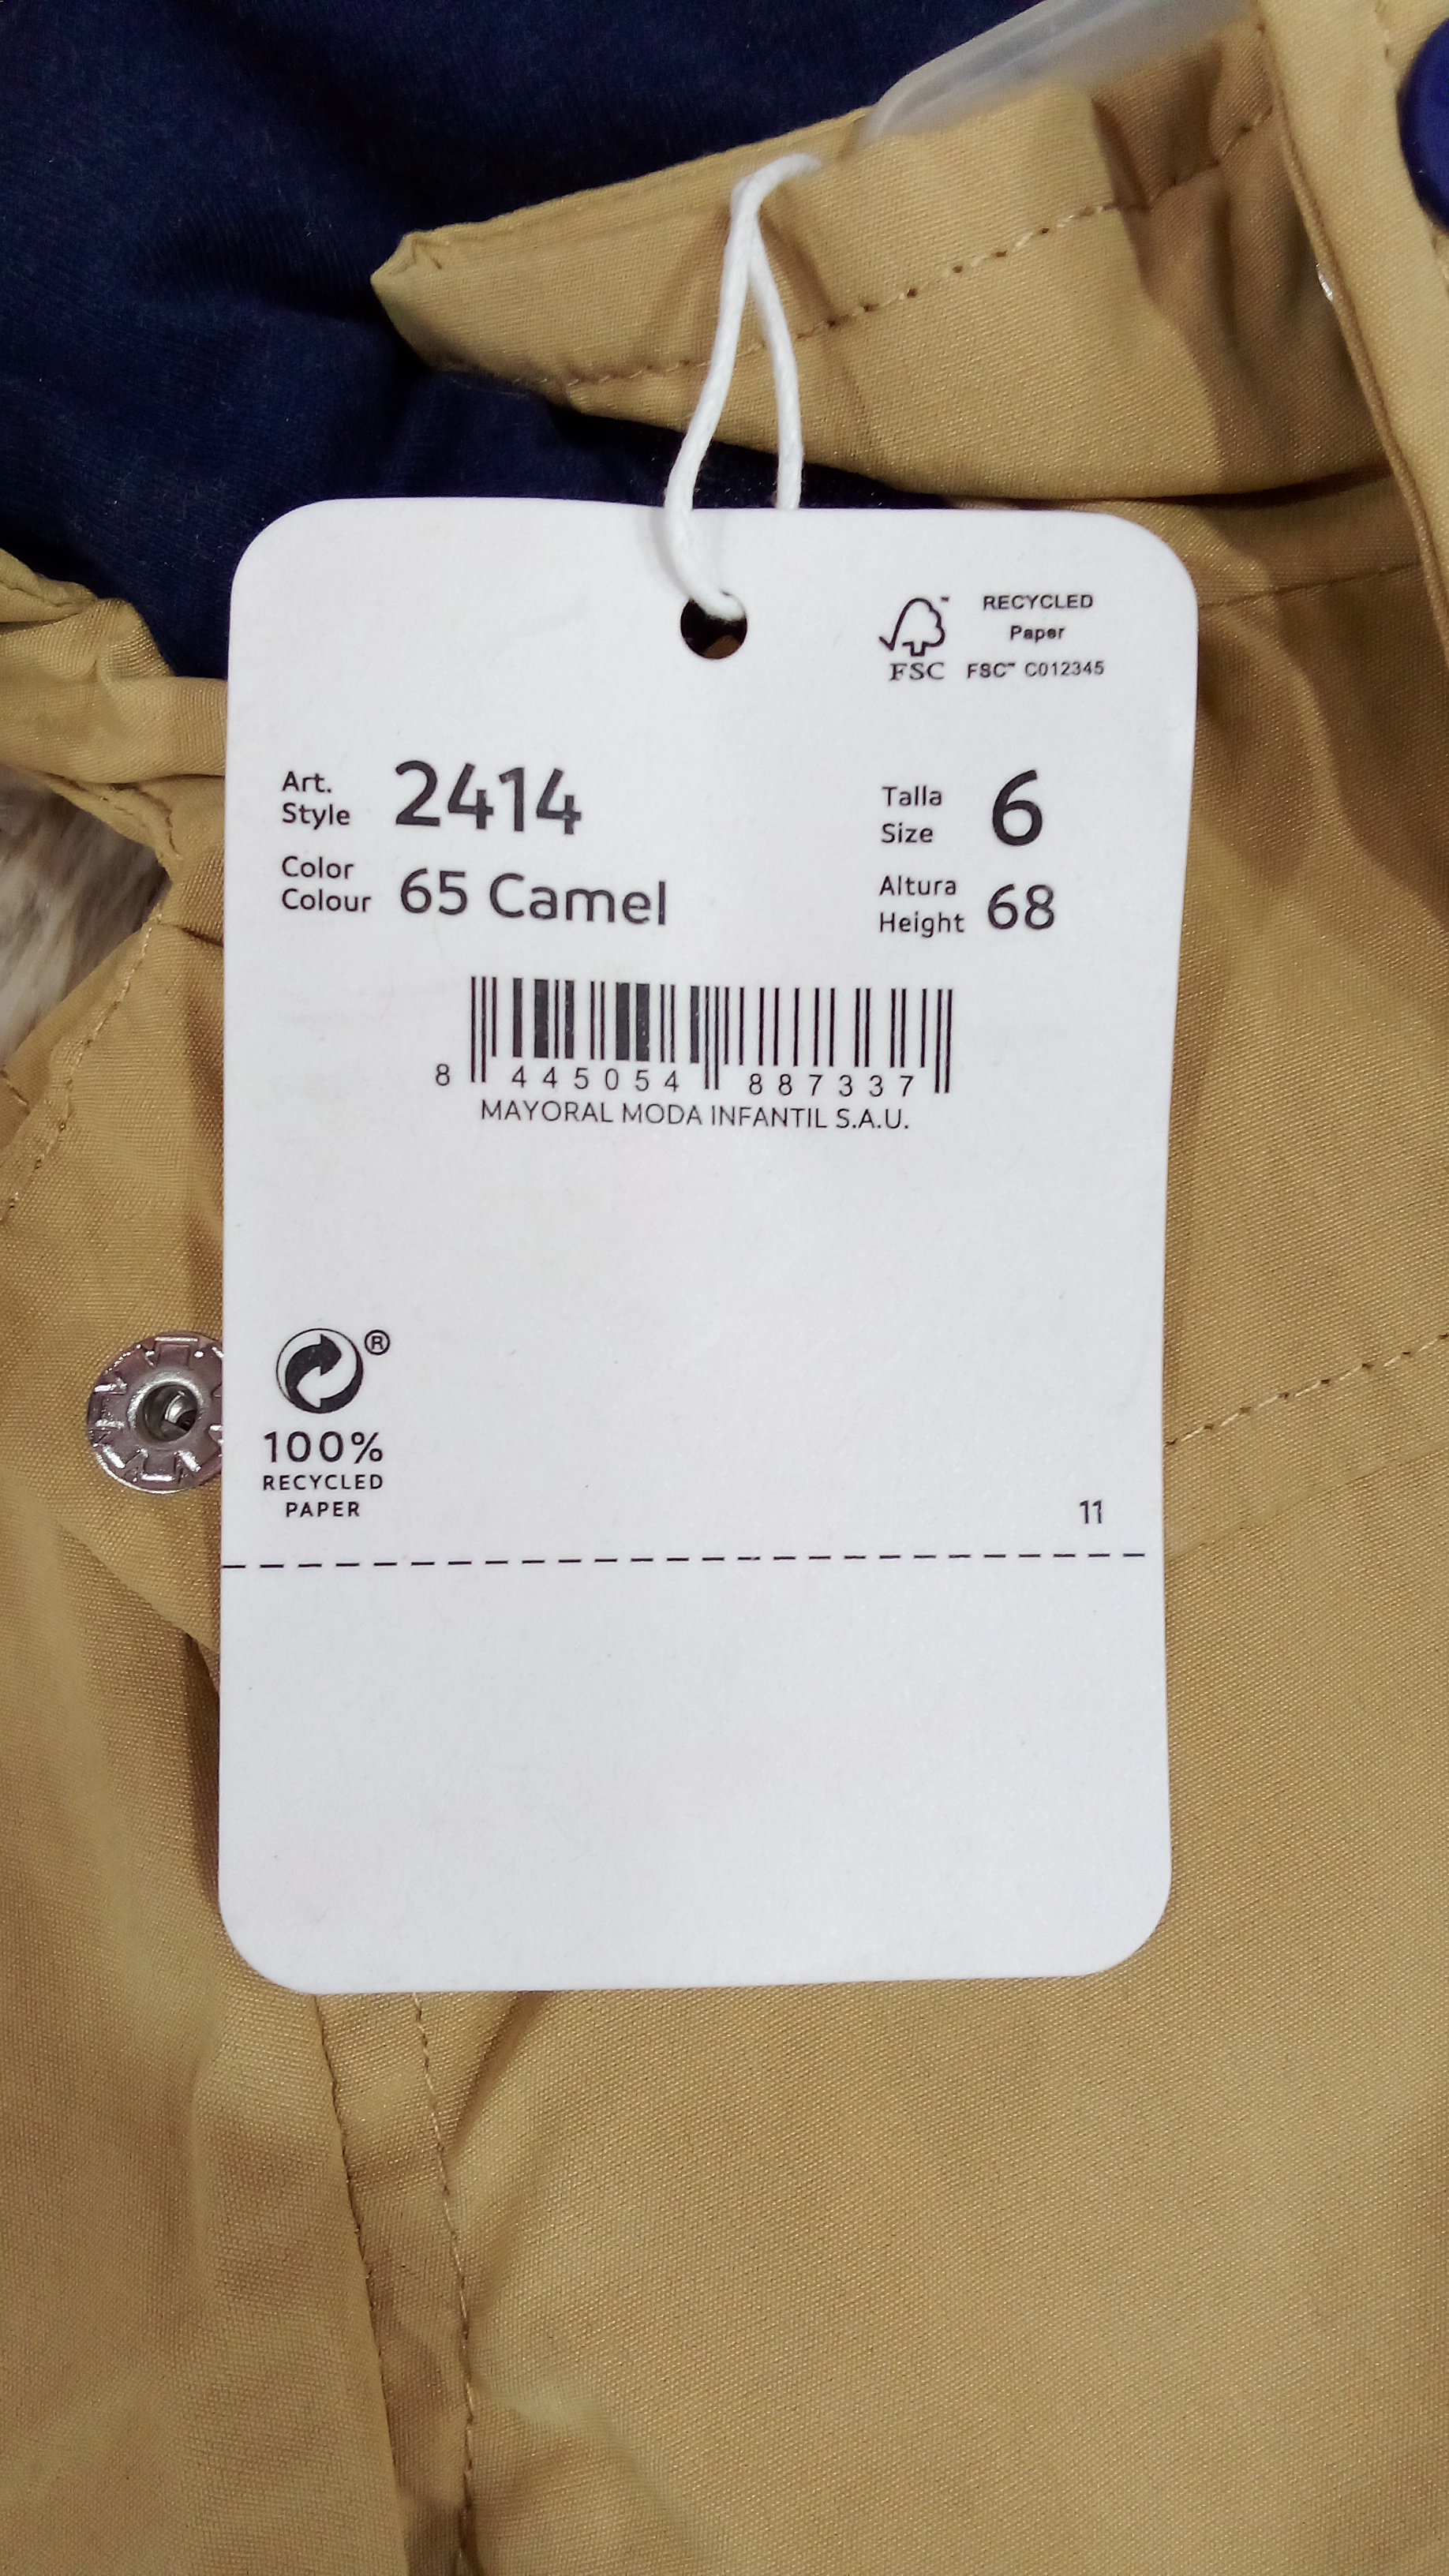 RECYCLED
Paper
FSC™ C012345
FSC
Art. 2414
Style
Talla 6
Size
Color 65 Camel
Colour
Altura 68
Height
8 445054 887337
MAYORAL MODA INFANTIL S.A.U.
®
100%
RECYCLED
PAPER
11